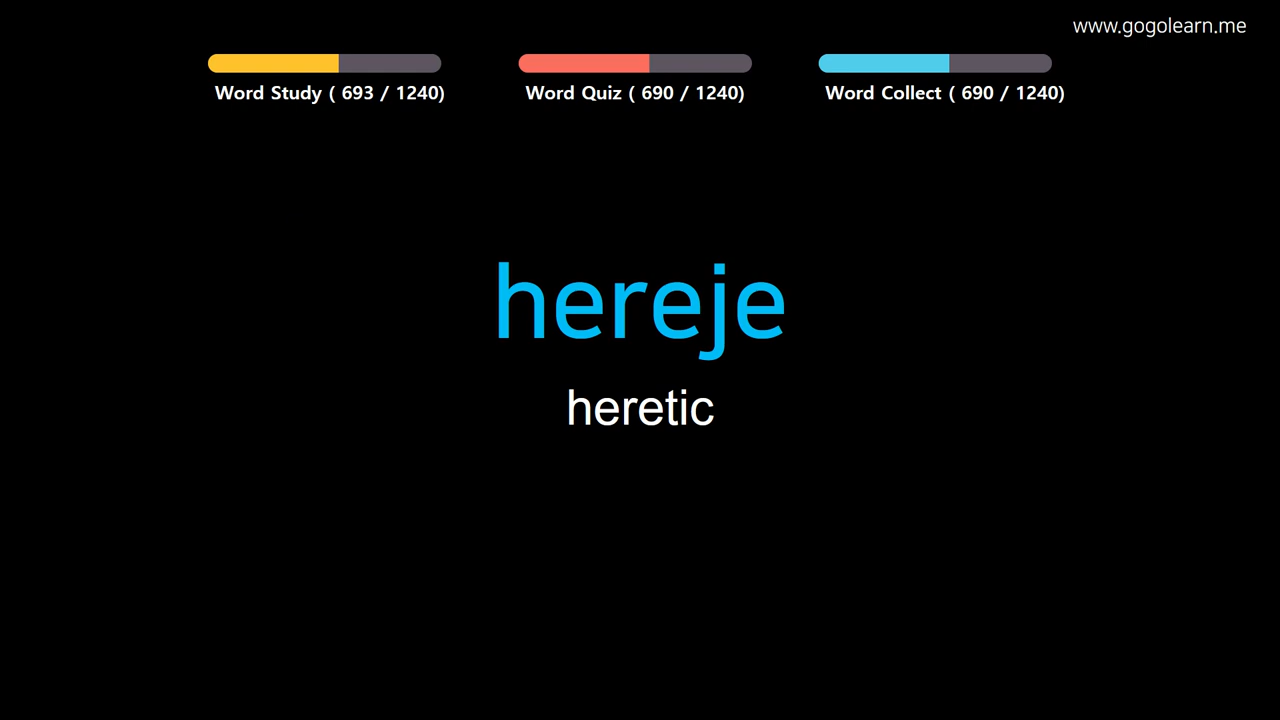 www.gogolearn.me
Word Study ( 693 / 1240)
Word Quiz ( 690 / 1240)
Word Collect ( 690 / 1240)
hereje
heretic